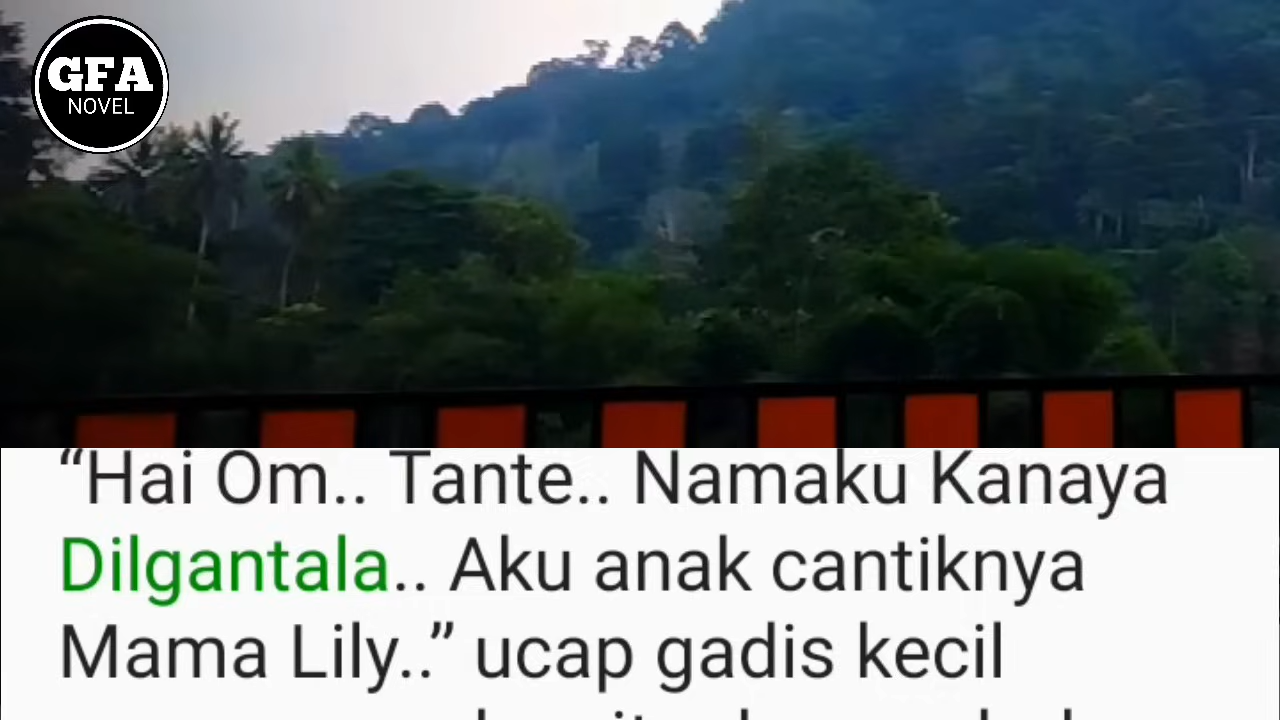 GFA
NOVEL
“Hai Om.. Tante.. Namaku Kanaya
Dilgantala.. Aku anak cantiknya
Mama Lily..” ucap gadis kecil